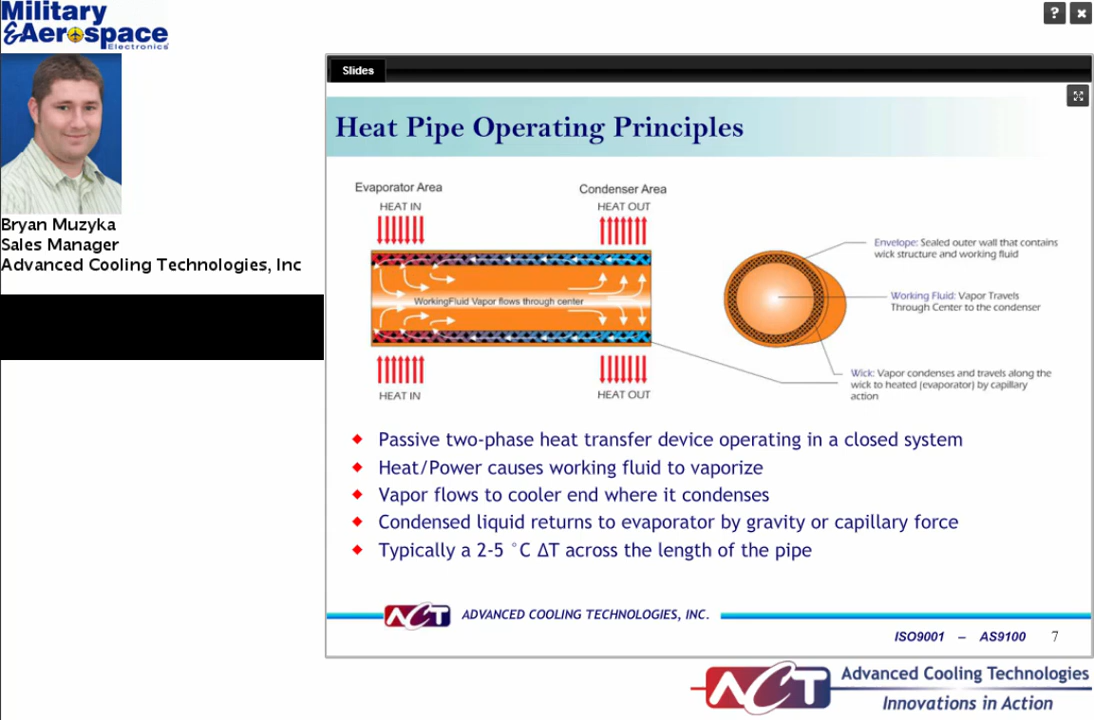 Military
&Aerospace
Electronics
? ×
Bryan Muzyka
Sales Manager
Advanced Cooling Technologies, Inc
Slides
Heat Pipe Operating Principles
Evaporator Area
HEAT IN
Condenser Area
HEAT OUT
WorkingFluid Vapor flows through center
HEAT IN
HEAT OUT
Envelope: Sealed outer wall that contains
wick structure and working fluid
Working Fluid: Vapor Travels
Through Center to the condenser
Wick: Vapor condenses and travels along the
wick to heated (evaporator) by capillary
action
◆ Passive two-phase heat transfer device operating in a closed system
◆ Heat/Power causes working fluid to vaporize
◆ Vapor flows to cooler end where it condenses
◆ Condensed liquid returns to evaporator by gravity or capillary force
◆ Typically a 2-5 °C ΔT across the length of the pipe
ACT ADVANCED COOLING TECHNOLOGIES, INC.
ISO9001 – AS9100 7
ACT
Advanced Cooling Technologies
Innovations in Action